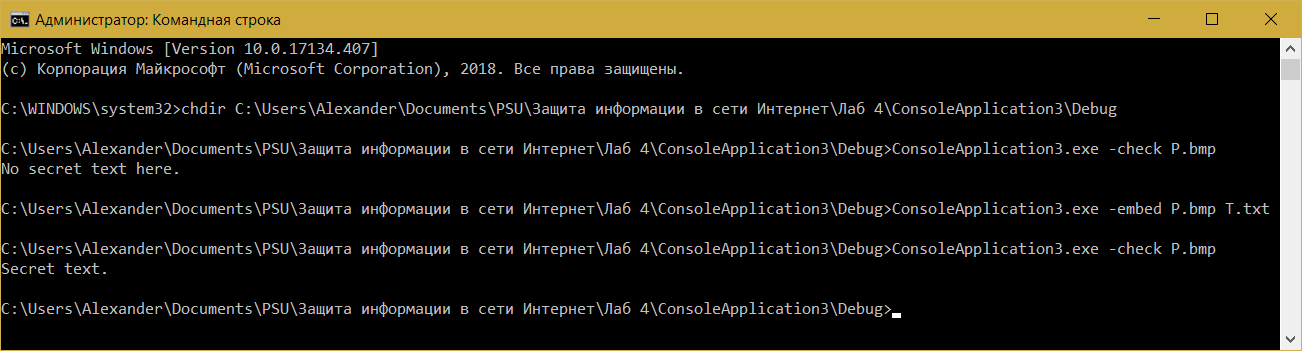 Администратор: Командная строка
Microsoft Windows [Version 10.0.17134.407]
(c) Корпорация Майкрософт (Microsoft Corporation), 2018. Все права защищены.
C:\WINDOWS\system32>chdir C:\Users\Alexander\Documents\PSU\Защита информации в сети Интернет\Лаб 4\ConsoleApplication3\Debug
C:\Users\Alexander\Documents\PSU\Защита информации в сети Интернет\Лаб 4\ConsoleApplication3\Debug>ConsoleApplication3.exe -check P.bmp
No secret text here.
C:\Users\Alexander\Documents\PSU\Защита информации в сети Интернет\Лаб 4\ConsoleApplication3\Debug>ConsoleApplication3.exe -embed P.bmp T.txt
C:\Users\Alexander\Documents\PSU\Защита информации в сети Интернет\Лаб 4\ConsoleApplication3\Debug>ConsoleApplication3.exe -check P.bmp
Secret text.
C:\Users\Alexander\Documents\PSU\Защита информации в сети Интернет\Лаб 4\ConsoleApplication3\Debug>